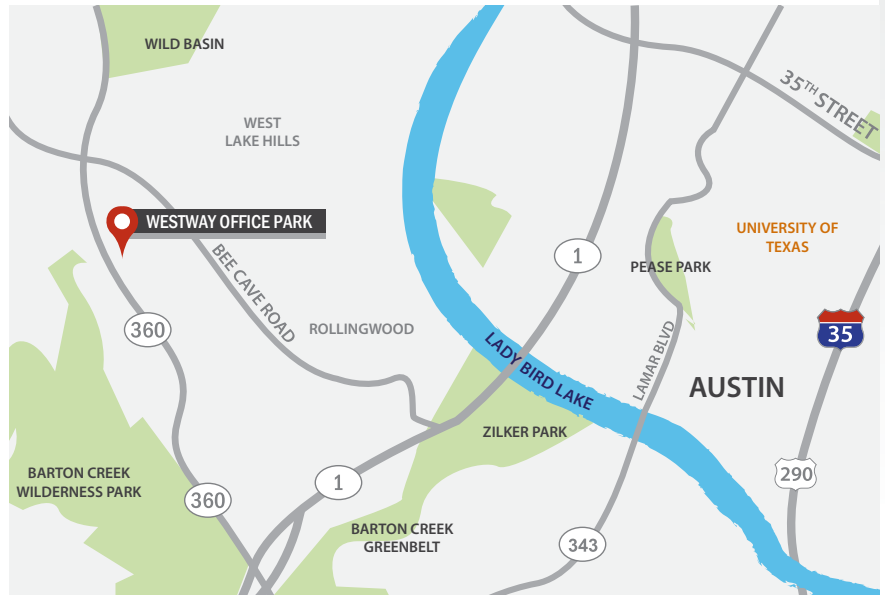 WILD BASIN
35TH STREET
WEST
LAKE HILLS
WESTWAY OFFICE PARK
UNIVERSITY OF
TEXAS
BEE CAVE ROAD
1
PEASE PARK
360
ROLLINGWOOD
35
LADY BIRD LAKE
LAMAR BLVD
AUSTIN
ZILKER PARK
BARTON CREEK
WILDERNESS PARK
290
1
360
BARTON CREEK
GREENBELT
343